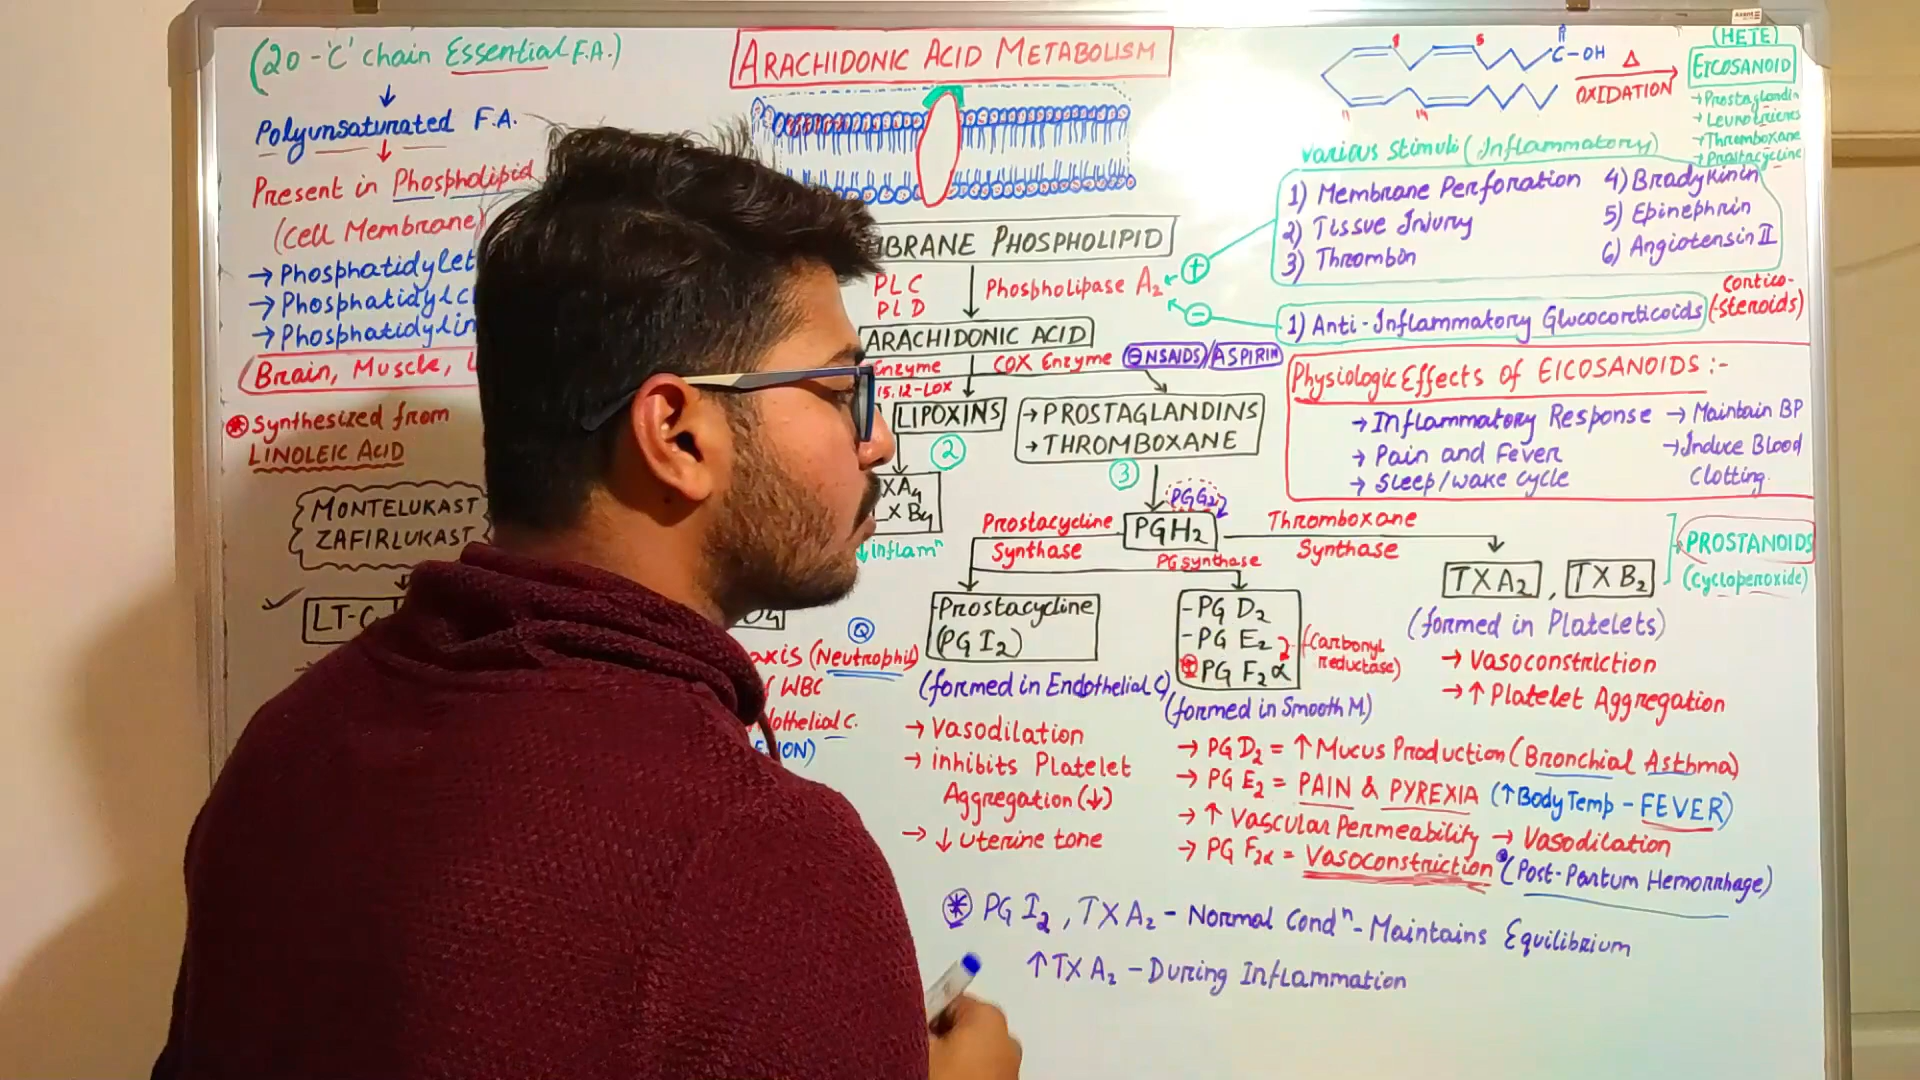 (20-'C' chain Essential F.A.)
Polyunsaturated F.A.
Present in Phospholipid
(Cell Membrane)
→ Phosphatidylet
→ Phosphatidylc
→ Phosphatidylin
Brain, Muscle,
Synthesized from
LINOLEIC ACID
MONTELUKAST
ZAFIRLUKAST
LT-C
ARACHIDONIC ACID METABOLISM
MBRANE PHOSPHOLIPID
PLC
PLD
Phospholipase A2
ARACHIDONIC ACID
Enzyme
COX Enzyme
⊖ NSAIDS/ASPIRIN
15,12-LOX
LIPOXINS
2
→ PROSTAGLANDINS
→ THROMBOXANE
3
XA4
X B4
↓inflamn
PGG2
PGH2
Prostacycline
Synthase
PG synthase
Thromboxane
Synthase
TXA2, TXB2
PROSTANOIDS
(cycloperoxide)
(formed in Platelets)
→ Vasoconstriction
→ ↑ Platelet Aggregation
Prostacycline
(PG I2)
(formed in Endothelial C)
→ Vasodilation
→ inhibits Platelet
Aggregation (↓)
→ ↓ uterine tone
- PG D2
- PG E2
PG F2α
(Carbonyl
reductase)
(formed in Smooth M.)
→ PG D2 = ↑ Mucus Production (Bronchial Asthma)
→ PG E2 = PAIN & PYREXIA (↑ Body Temp - FEVER)
→ ↑ Vascular Permeability → Vasodilation
→ PG F2α = Vasoconstriction (Post-Partum Hemorrhage)
Q
axis (Neutrophil)
WBC
dothelial C.
ION)
* PG I2, TXA2 - Normal Condn - Maintains Equilibrium
↑ TXA2 - During Inflammation
8
5
11
14
C-OH
Δ
OXIDATION
(HETE)
EICOSANOID
→ Prostaglandin
→ Leukotrienes
→ Thromboxane
→ Prostacycline
Various Stimuli (Inflammatory)
1) Membrane Perforation
2) Tissue Injury
3) Thrombin
4) Bradykinin
5) Epinephrin
6) Angiotensin II
+
-
1) Anti-Inflammatory Glucocorticoids
(Cortico-
-steroids)
Physiologic Effects of EICOSANOIDS :-
→ Inflammatory Response
→ Pain and Fever
→ Sleep/wake cycle
→ Maintain BP
→ Induce Blood
Clotting.